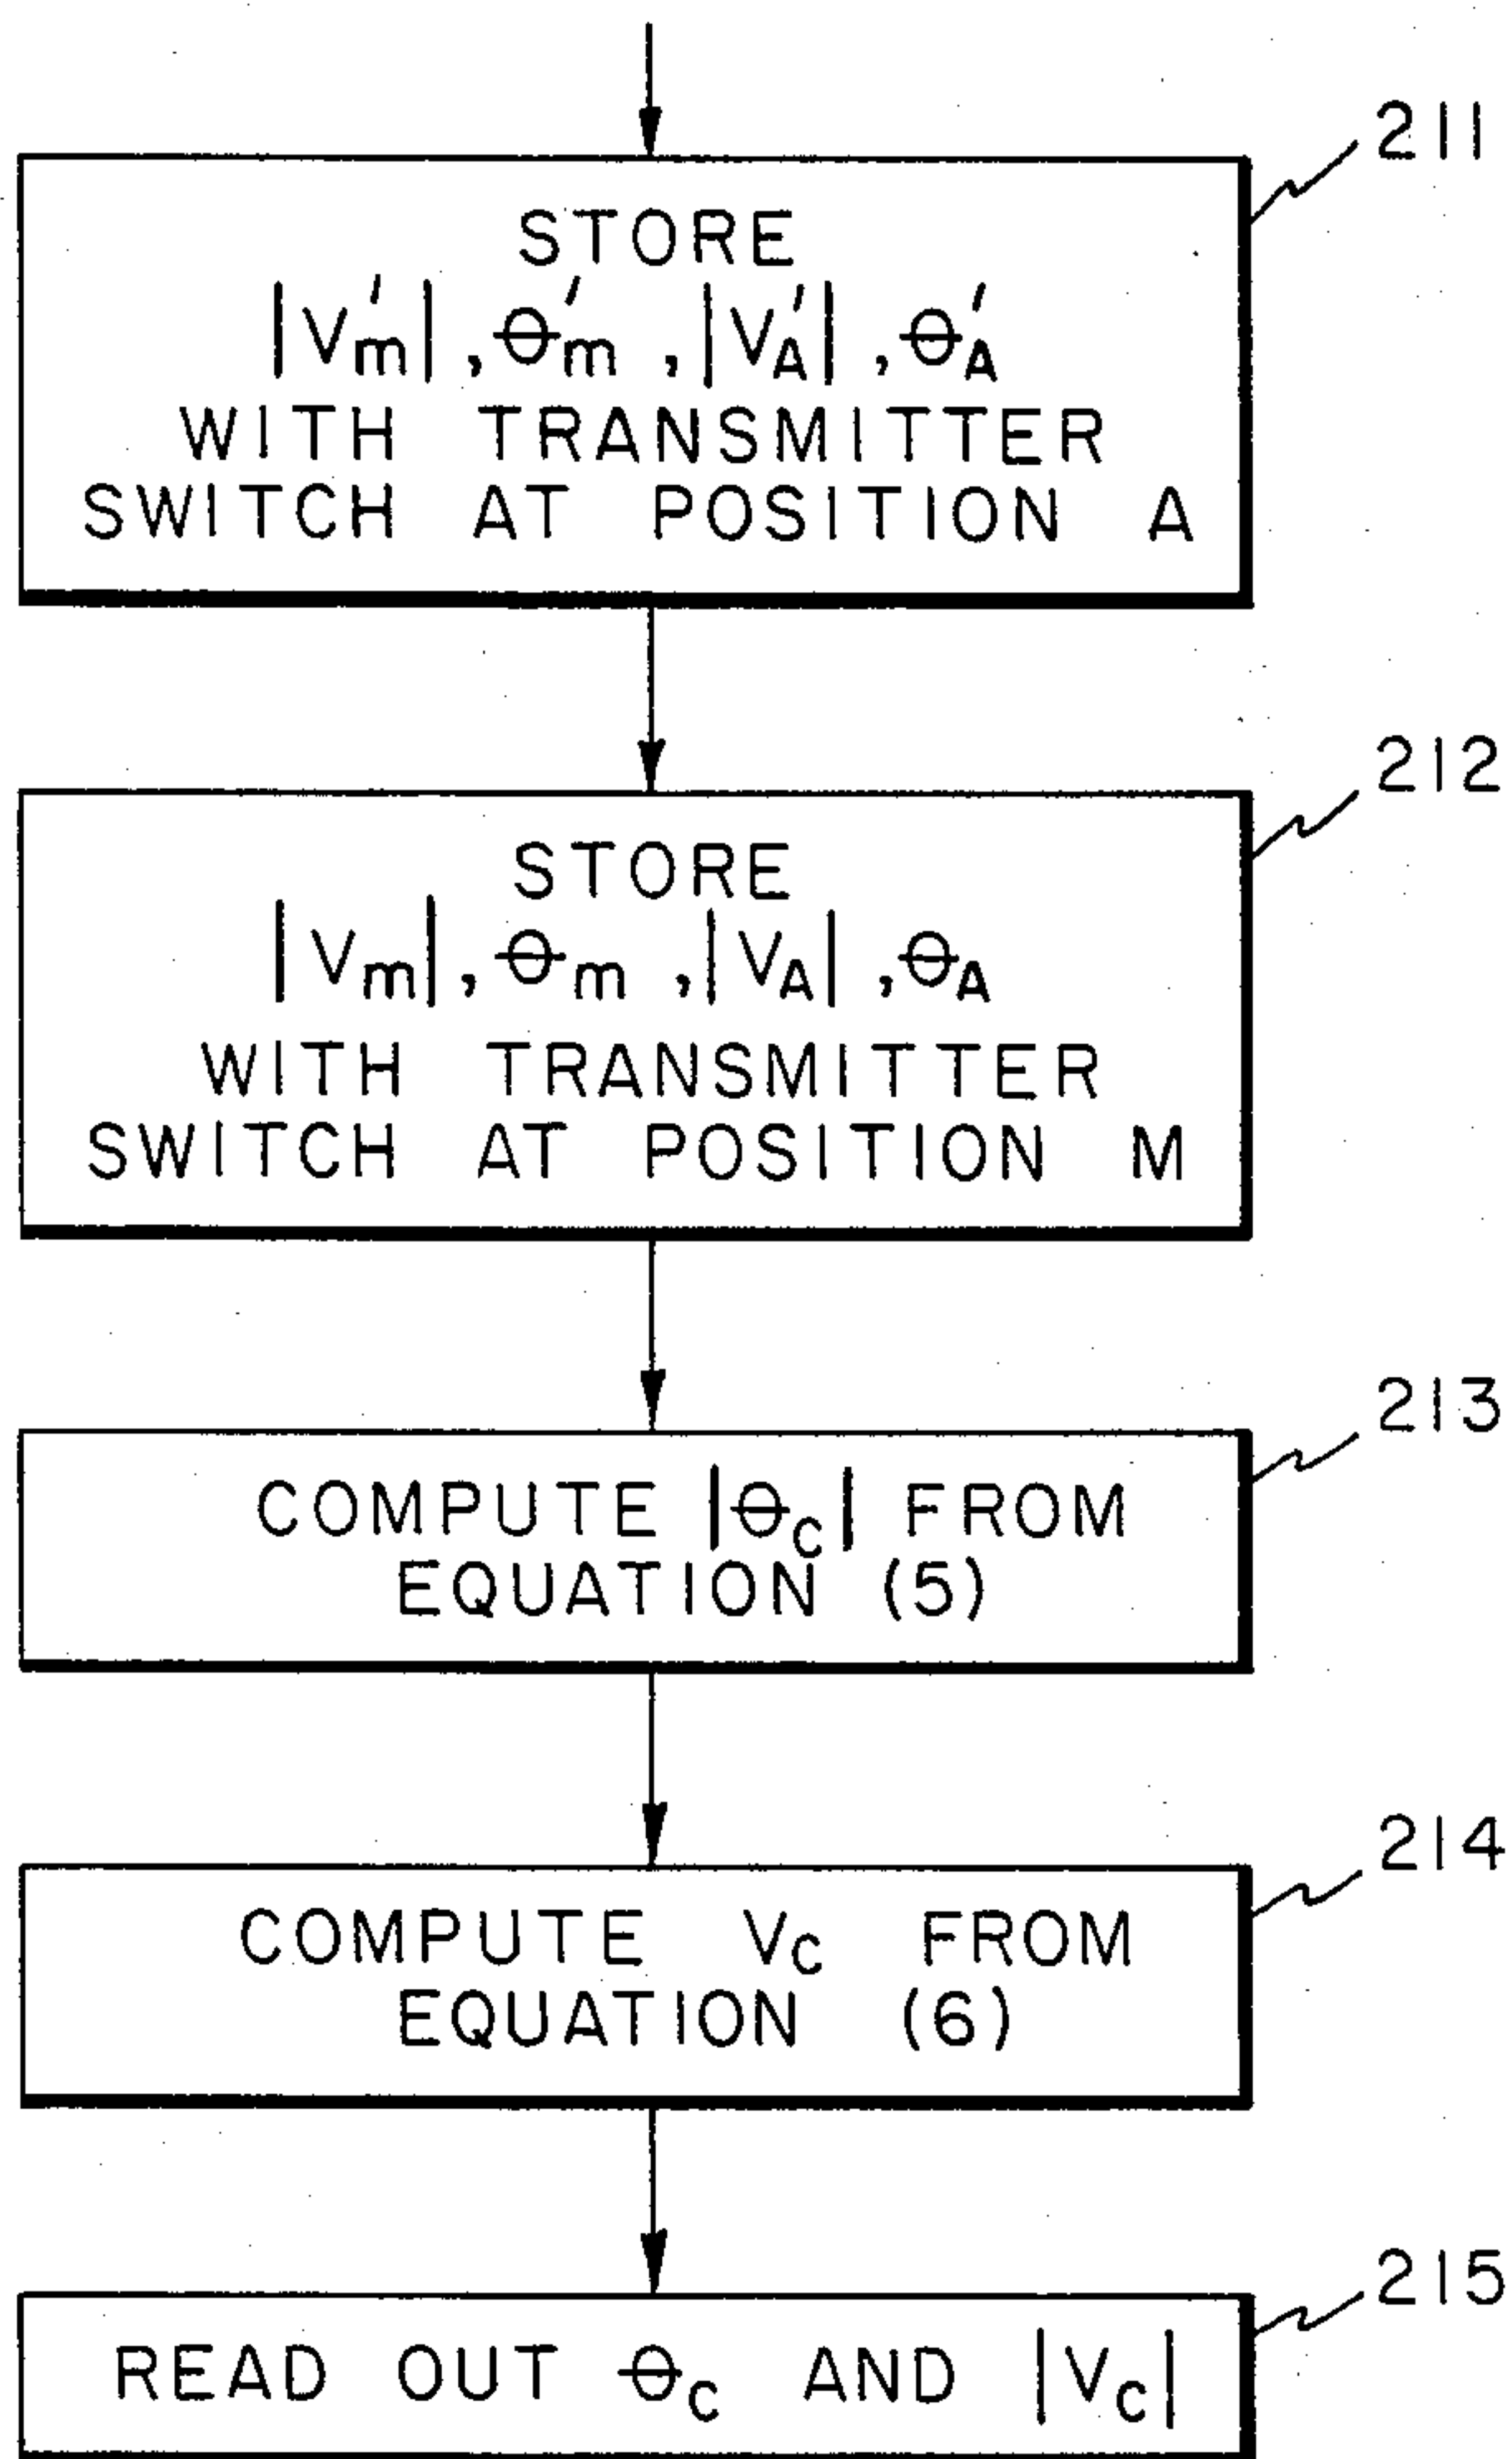 211
STORE
|V'm|, θ'm, |V'A|, θ'A
WITH TRANSMITTER
SWITCH AT POSITION A
212
STORE
|Vm|, θm, |VA|, θA
WITH TRANSMITTER
SWITCH AT POSITION M
213
COMPUTE |θc| FROM
EQUATION (5)
214
COMPUTE Vc FROM
EQUATION (6)
215
READ OUT θc AND |Vc|